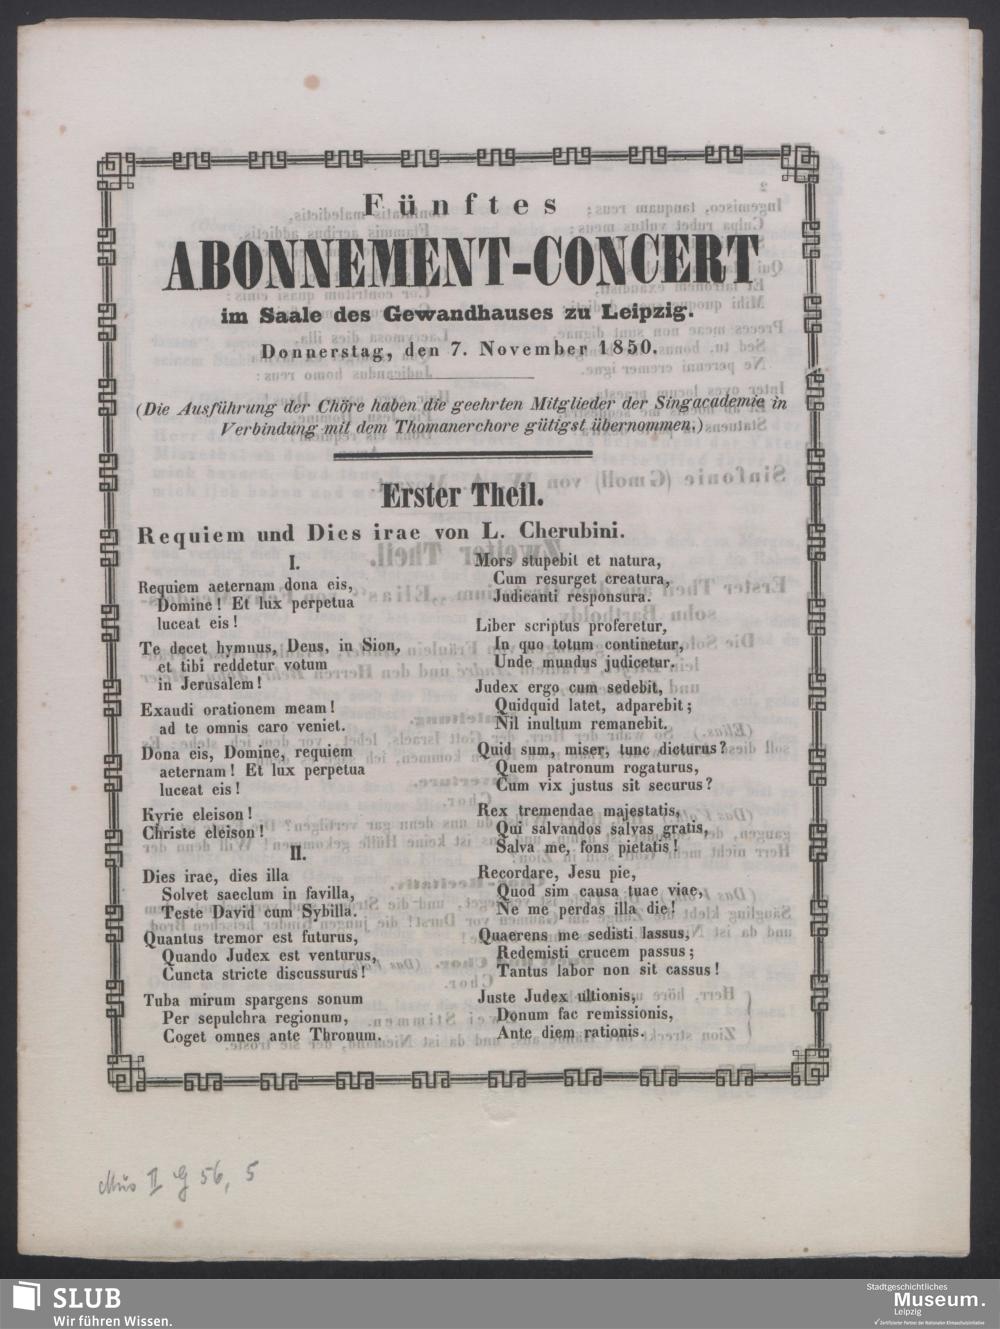 Fünftes
ABONNEMENT-CONCERT
im Saale des Gewandhauses zu Leipzig.
Donnerstag, den 7. November 1850.
(Die Ausführung der Chöre haben die geehrten Mitglieder der Singacademie in
Verbindung mit dem Thomanerchore gütigst übernommen.)
Erster Theil.
Requiem und Dies irae von L. Cherubini.
I.
Requiem aeternam dona eis,
Domine! Et lux perpetua
luceat eis!
Te decet hymnus, Deus, in Sion,
et tibi reddetur votum
in Jerusalem!
Exaudi orationem meam!
ad te omnis caro veniet.
Dona eis, Domine, requiem
aeternam! Et lux perpetua
luceat eis!
Kyrie eleison!
Christe eleison!
II.
Dies irae, dies illa
Solvet saeclum in favilla,
Teste David cum Sybilla.
Quantus tremor est futurus,
Quando Judex est venturus,
Cuncta stricte discussurus!
Tuba mirum spargens sonum
Per sepulchra regionum,
Coget omnes ante Thronum.
Mors stupebit et natura,
Cum resurget creatura,
Judicanti responsura.
Liber scriptus proferetur,
In quo totum continetur,
Unde mundus judicetur.
Judex ergo cum sedebit,
Quidquid latet, adparebit;
Nil inultum remanebit.
Quid sum, miser, tunc dicturus?
Quem patronum rogaturus,
Cum vix justus sit securus?
Rex tremendae majestatis,
Qui salvandos salvas gratis,
Salva me, fons pietatis!
Recordare, Jesu pie,
Quod sim causa tuae viae,
Ne me perdas illa die!
Quaerens me sedisti lassus,
Redemisti crucem passus;
Tantus labor non sit cassus!
Juste Judex ultionis,
Donum fac remissionis,
Ante diem rationis.
Mus II G 56, 5
SLUB
Wir führen Wissen.
Stadtgeschichtliches
Museum.
Leipzig
Zertifizierter Partner der Nationalen Klimaschutzinitiative